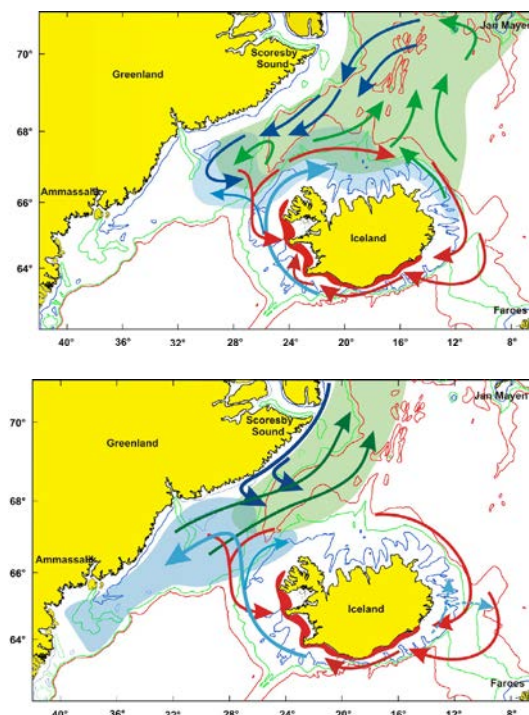 70°
Jan Mayen
Scoresby
Sound
Greenland
68°
Ammassalik
66°
Iceland
64°
Faroes
40° 36° 32° 28° 24° 20° 16° 12° 8°
70°
Jan Mayen
Scoresby
Sound
Greenland
68°
Ammassalik
66°
Iceland
64°
Faroes
40° 36° 32° 28° 24° 20° 16° 12° 8°